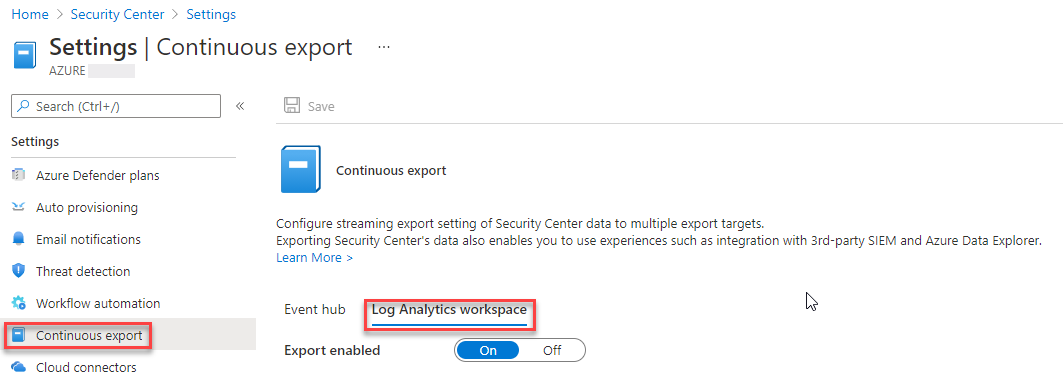 Home > Security Center > Settings
Settings | Continuous export ...
AZURE
Search (Ctrl+/) «
Settings
Azure Defender plans
Auto provisioning
Email notifications
Threat detection
Workflow automation
Continuous export
Cloud connectors
Save
Continuous export
Configure streaming export setting of Security Center data to multiple export targets.
Exporting Security Center's data also enables you to use experiences such as integration with 3rd-party SIEM and Azure Data Explorer.
Learn More >
Event hub Log Analytics workspace
Export enabled On Off